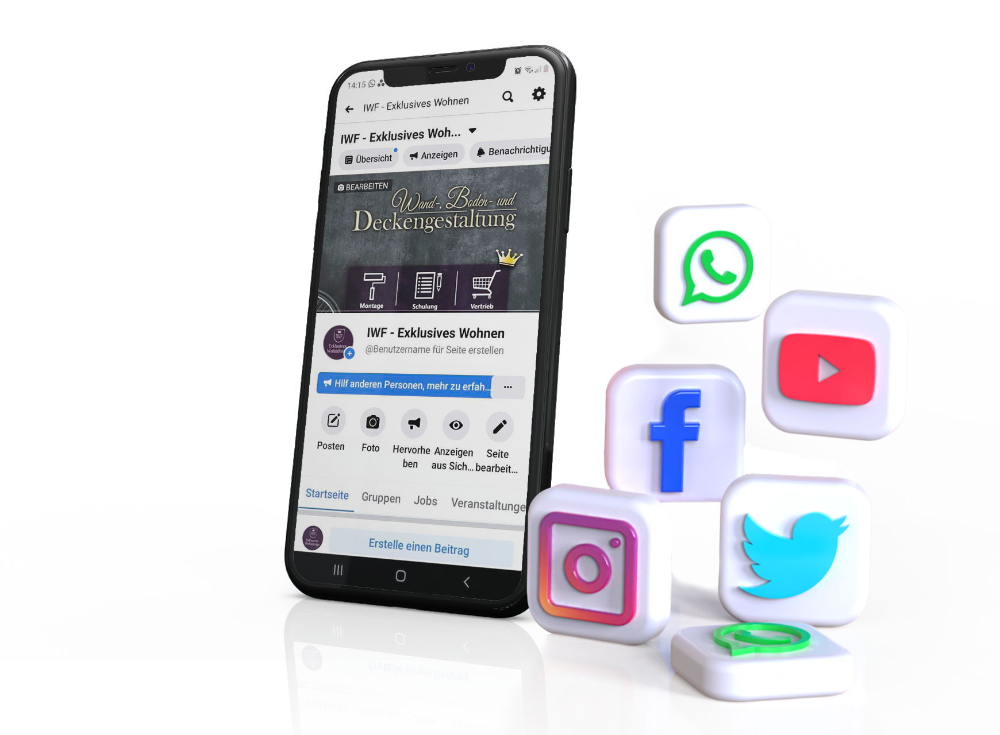 14:15
IWF - Exklusives Wohnen
IWF - Exklusives Woh... 
Übersicht
Anzeigen
Benachrichtigu
BEARBEITEN
Wand-, Boden- und
Deckengestaltung
Montage
Schulung
Vertrieb
IWF
Exklusives
IWF - Exklusives Wohnen
@Benutzername für Seite erstellen
Hilf anderen Personen, mehr zu erfah...
Posten
Foto
Hervorhe
ben
Anzeigen
aus Sich...
Seite
bearbeit...
Startseite
Gruppen
Jobs
Veranstaltunge
Erstelle einen Beitrag